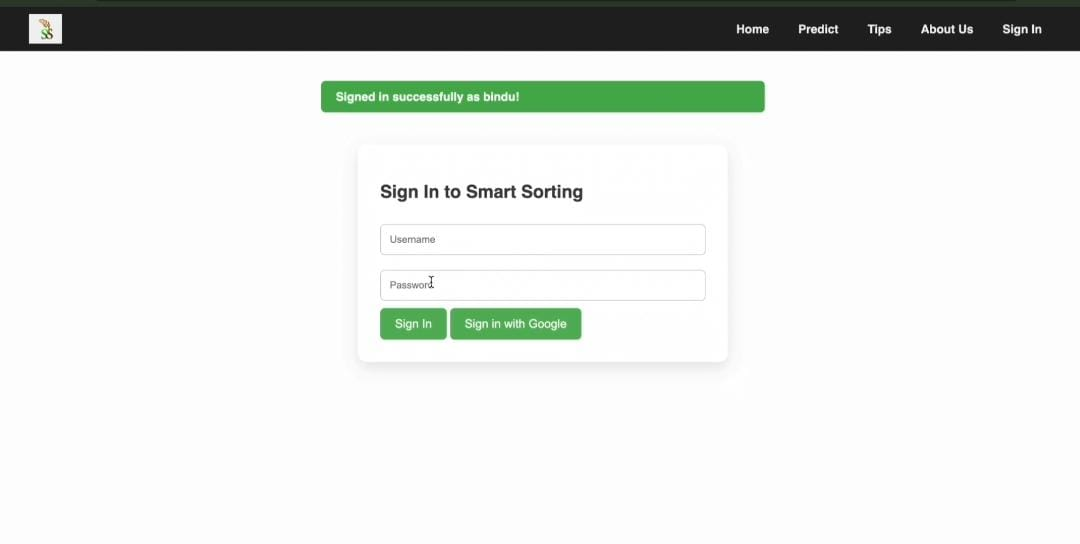 SS
Home Predict Tips About Us Sign In
Signed in successfully as bindu!
Sign In to Smart Sorting
Username
Password
Sign In Sign in with Google